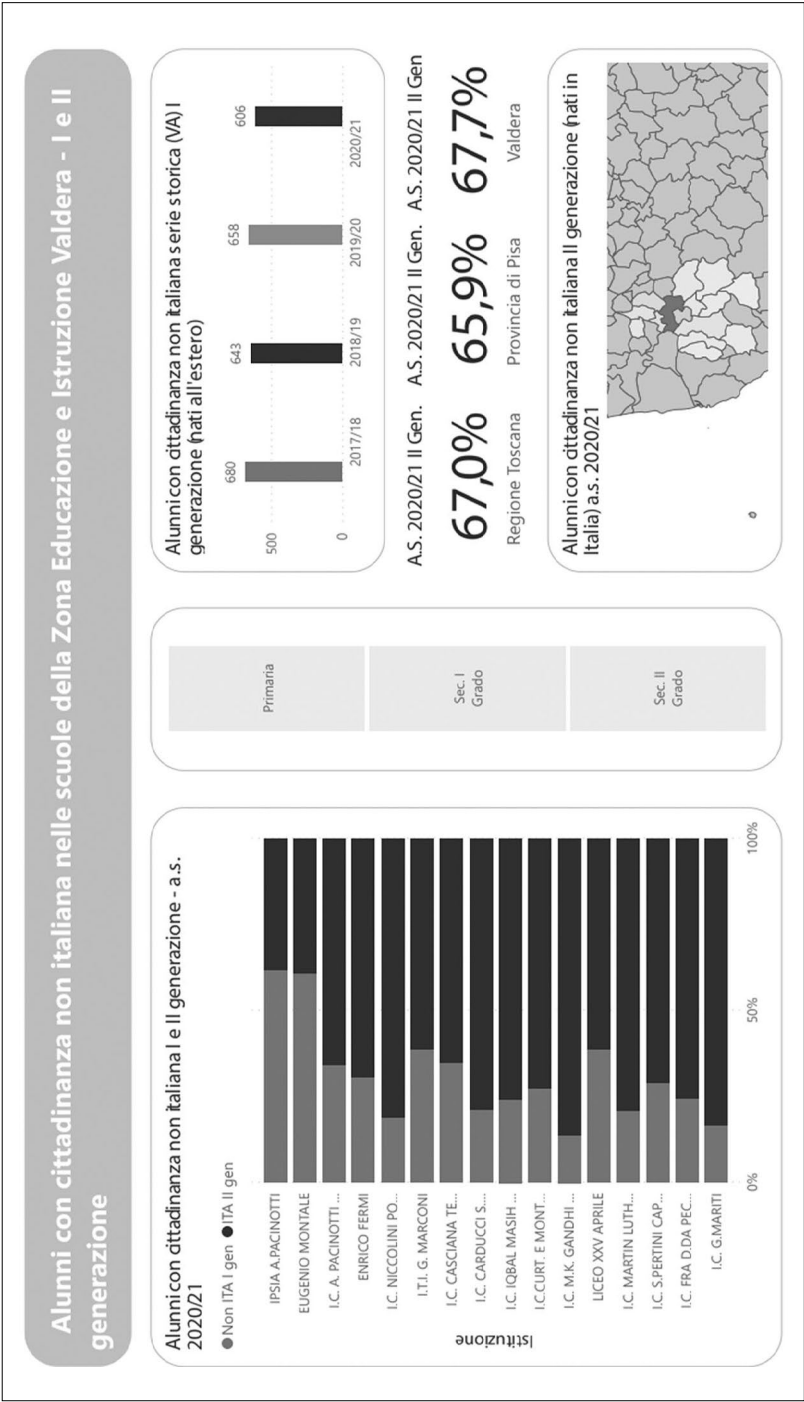 Alunni con cittadinanza non italiana nelle scuole della Zona Educazione e Istruzione Valdera - I e II
generazione
Alunni con cittadinanza non italiana I e II generazione - a.s.
2020/21
Non ITA I gen ITA II gen
Istituzione
IPSIA A.PACINOTTI
EUGENIO MONTALE
I.C. A. PACINOTTI ...
ENRICO FERMI
I.C. NICCOLINI PO...
I.T.I. G. MARCONI
I.C. CASCIANA TE...
I.C. CARDUCCI S...
I.C. IQBAL MASIH ...
I.C.CURT. E MONT...
I.C. M.K. GANDHI ...
LICEO XXV APRILE
I.C. MARTIN LUTH...
I.C. S.PERTINI CAP...
I.C. FRA D.DA PEC...
I.C. G.MARITI
0% 50% 100%
Primaria
Sec. I
Grado
Sec. II
Grado
Alunni con cittadinanza non italiana serie storica (VA) I
generazione (nati all'estero)
680 643 658 606
500
0
2017/18 2018/19 2019/20 2020/21
A.S. 2020/21 II Gen. A.S. 2020/21 II Gen. A.S. 2020/21 II Gen
67,0% 65,9% 67,7%
Regione Toscana Provincia di Pisa Valdera
Alunni con cittadinanza non italiana II generazione (nati in
Italia) a.s. 2020/21